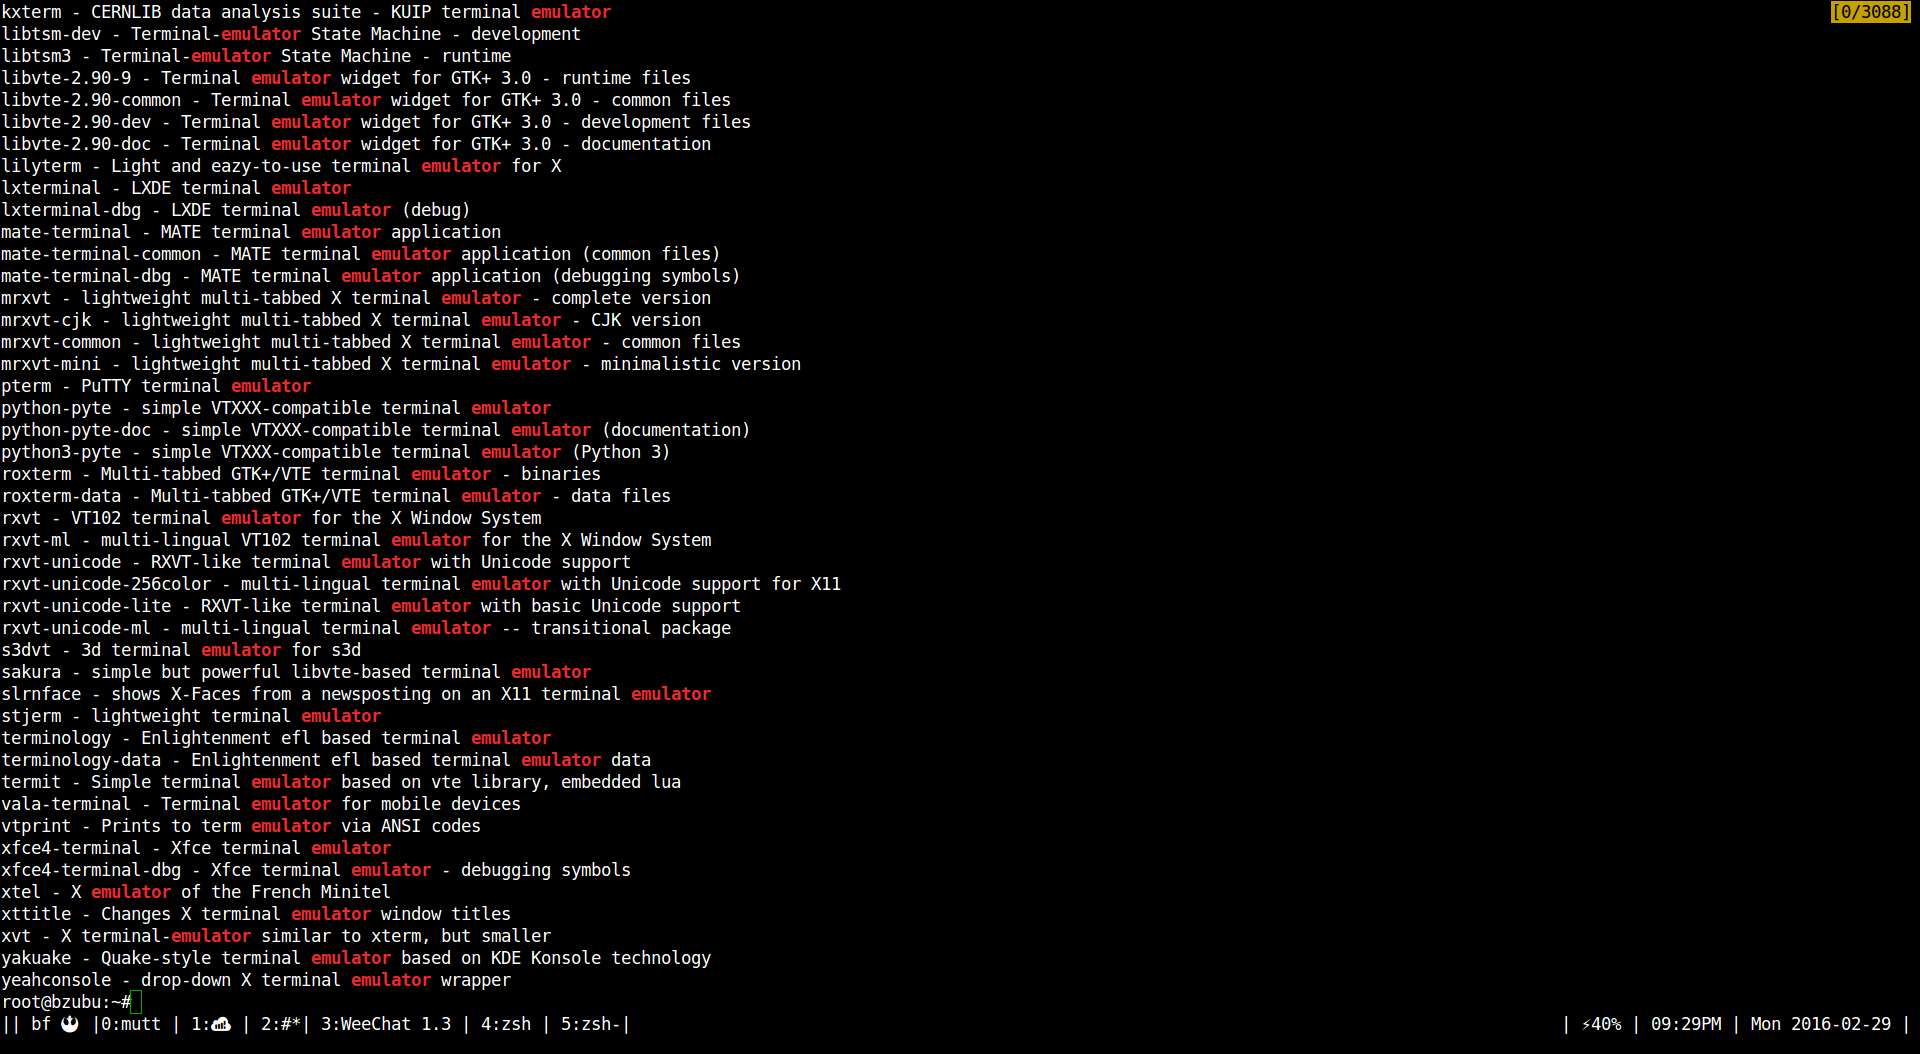 kxterm - CERNLIB data analysis suite - KUIP terminal emulator [0/3088]
libtsm-dev - Terminal-emulator State Machine - development
libtsm3 - Terminal-emulator State Machine - runtime
libvte-2.90-9 - Terminal emulator widget for GTK+ 3.0 - runtime files
libvte-2.90-common - Terminal emulator widget for GTK+ 3.0 - common files
libvte-2.90-dev - Terminal emulator widget for GTK+ 3.0 - development files
libvte-2.90-doc - Terminal emulator widget for GTK+ 3.0 - documentation
lilyterm - Light and eazy-to-use terminal emulator for X
lxterminal - LXDE terminal emulator
lxterminal-dbg - LXDE terminal emulator (debug)
mate-terminal - MATE terminal emulator application
mate-terminal-common - MATE terminal emulator application (common files)
mate-terminal-dbg - MATE terminal emulator application (debugging symbols)
mrxvt - lightweight multi-tabbed X terminal emulator - complete version
mrxvt-cjk - lightweight multi-tabbed X terminal emulator - CJK version
mrxvt-common - lightweight multi-tabbed X terminal emulator - common files
mrxvt-mini - lightweight multi-tabbed X terminal emulator - minimalistic version
pterm - PuTTY terminal emulator
python-pyte - simple VTXXX-compatible terminal emulator
python-pyte-doc - simple VTXXX-compatible terminal emulator (documentation)
python3-pyte - simple VTXXX-compatible terminal emulator (Python 3)
roxterm - Multi-tabbed GTK+/VTE terminal emulator - binaries
roxterm-data - Multi-tabbed GTK+/VTE terminal emulator - data files
rxvt - VT102 terminal emulator for the X Window System
rxvt-ml - multi-lingual VT102 terminal emulator for the X Window System
rxvt-unicode - RXVT-like terminal emulator with Unicode support
rxvt-unicode-256color - multi-lingual terminal emulator with Unicode support for X11
rxvt-unicode-lite - RXVT-like terminal emulator with basic Unicode support
rxvt-unicode-ml - multi-lingual terminal emulator -- transitional package
s3dvt - 3d terminal emulator for s3d
sakura - simple but powerful libvte-based terminal emulator
slrnface - shows X-Faces from a newsposting on an X11 terminal emulator
stjerm - lightweight terminal emulator
terminology - Enlightenment efl based terminal emulator
terminology-data - Enlightenment efl based terminal emulator data
termit - Simple terminal emulator based on vte library, embedded lua
vala-terminal - Terminal emulator for mobile devices
vtprint - Prints to term emulator via ANSI codes
xfce4-terminal - Xfce terminal emulator
xfce4-terminal-dbg - Xfce terminal emulator - debugging symbols
xtel - X emulator of the French Minitel
xttitle - Changes X terminal emulator window titles
xvt - X terminal-emulator similar to xterm, but smaller
yakuake - Quake-style terminal emulator based on KDE Konsole technology
yeahconsole - drop-down X terminal emulator wrapper
root@bzubu:~#
|| bf |0:mutt | 1: | 2:#*| 3:WeeChat 1.3 | 4:zsh | 5:zsh-| | ⚡40% | 09:29PM | Mon 2016-02-29 |